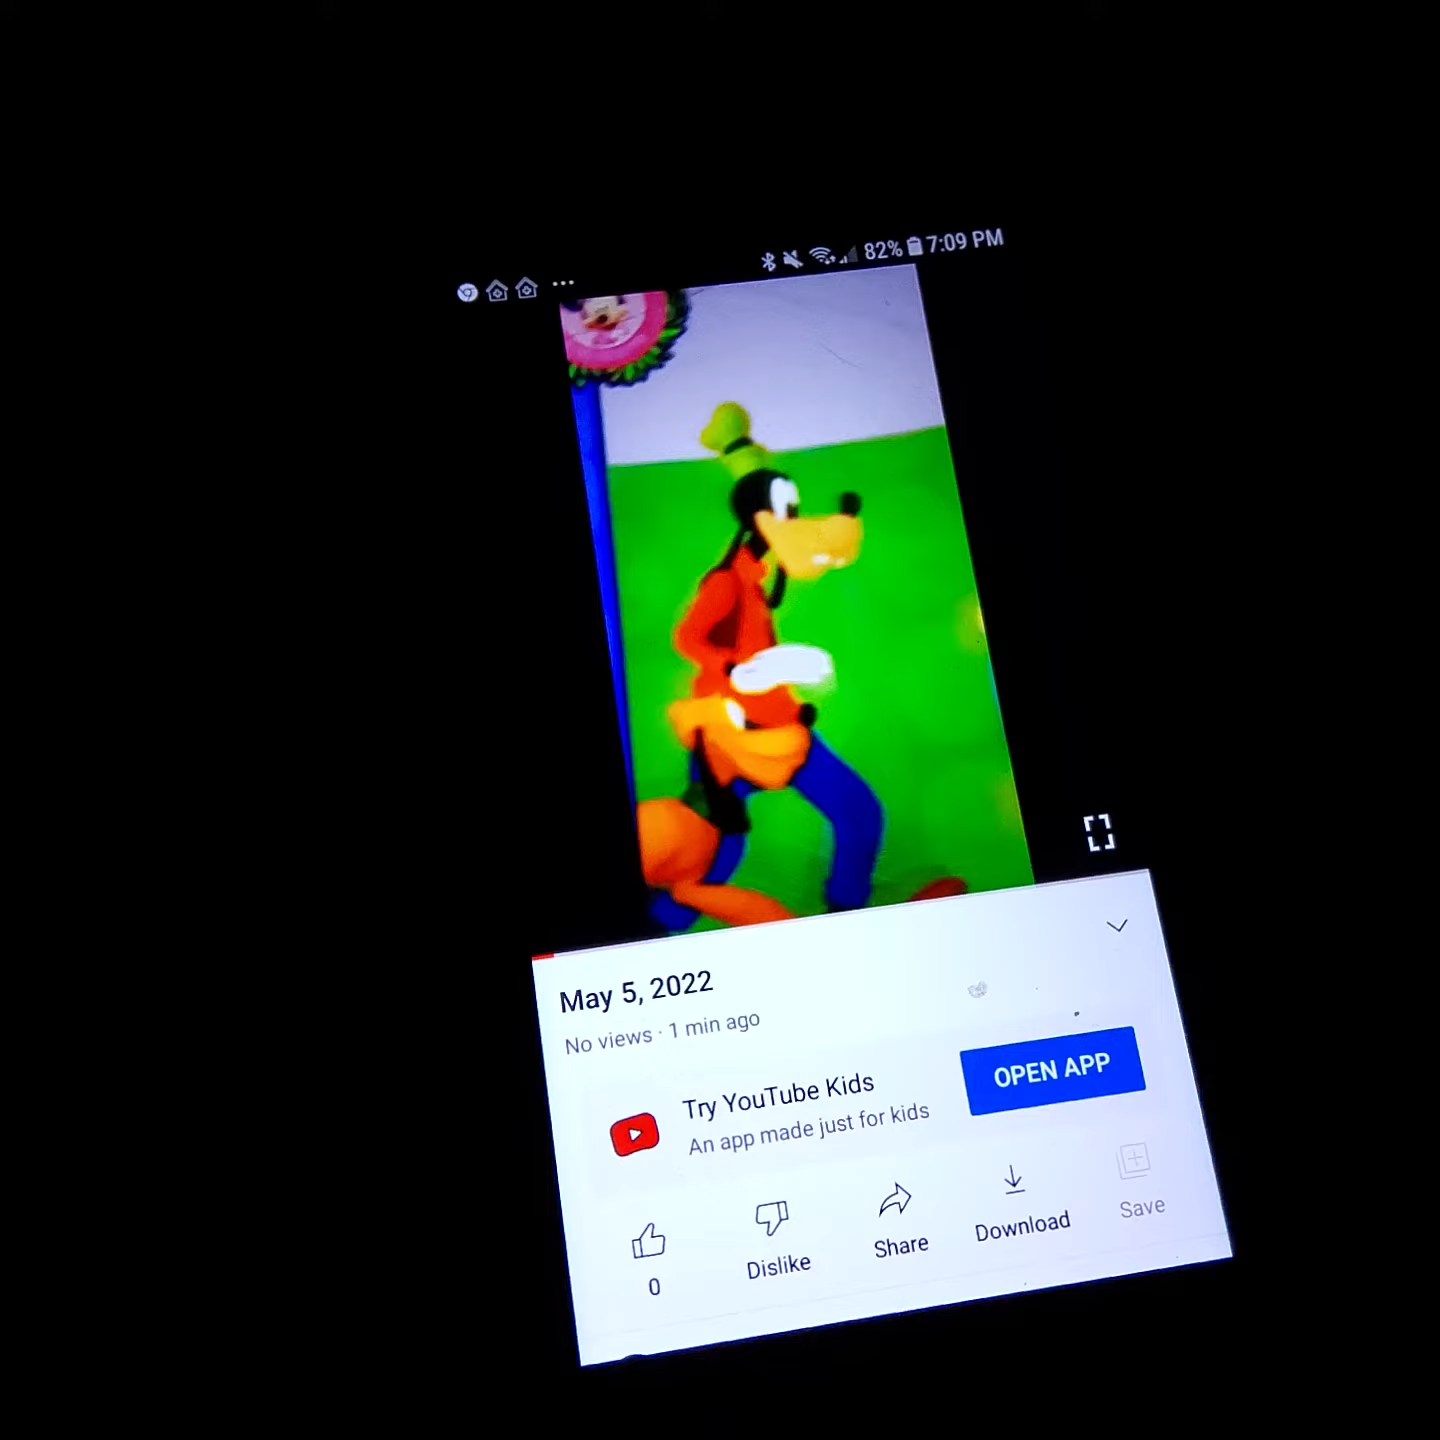 82% 7:09 PM
May 5, 2022
No views · 1 min ago
Try YouTube Kids
An app made just for kids
OPEN APP
0
Dislike
Share
Download
Save